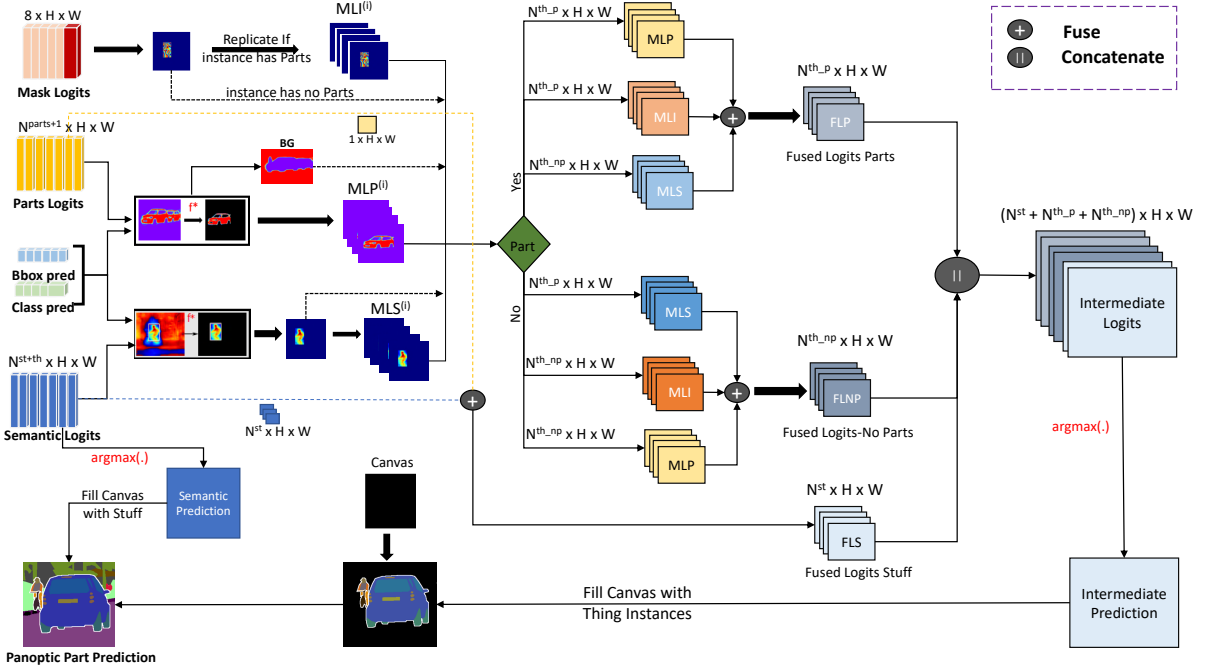 8 x H x W
Mask Logits
Replicate If
instance has Parts
MLI(i)
instance has no Parts
Nparts+1 x H x W
Parts Logits
1 x H x W
BG
f*
MLP(i)
Bbox pred
Class pred
f*
MLS(i)
Nst+th x H x W
Semantic Logits
Nst x H x W
argmax(.)
Semantic
Prediction
Fill Canvas
with Stuff
Panoptic Part Prediction
Canvas
Part
Yes
No
Nth_p x H x W
MLP
Nth_p x H x W
MLI
Nth_np x H x W
MLS
+
Nth_p x H x W
FLP
Fused Logits Parts
Nth_p x H x W
MLS
Nth_np x H x W
MLI
Nth_np x H x W
MLP
+
Nth_np x H x W
FLNP
Fused Logits-No Parts
+
Nst x H x W
FLS
Fused Logits Stuff
||
+
Fuse
||
Concatenate
(Nst + Nth_p + Nth_np) x H x W
Intermediate
Logits
argmax(.)
Intermediate
Prediction
Fill Canvas with
Thing Instances